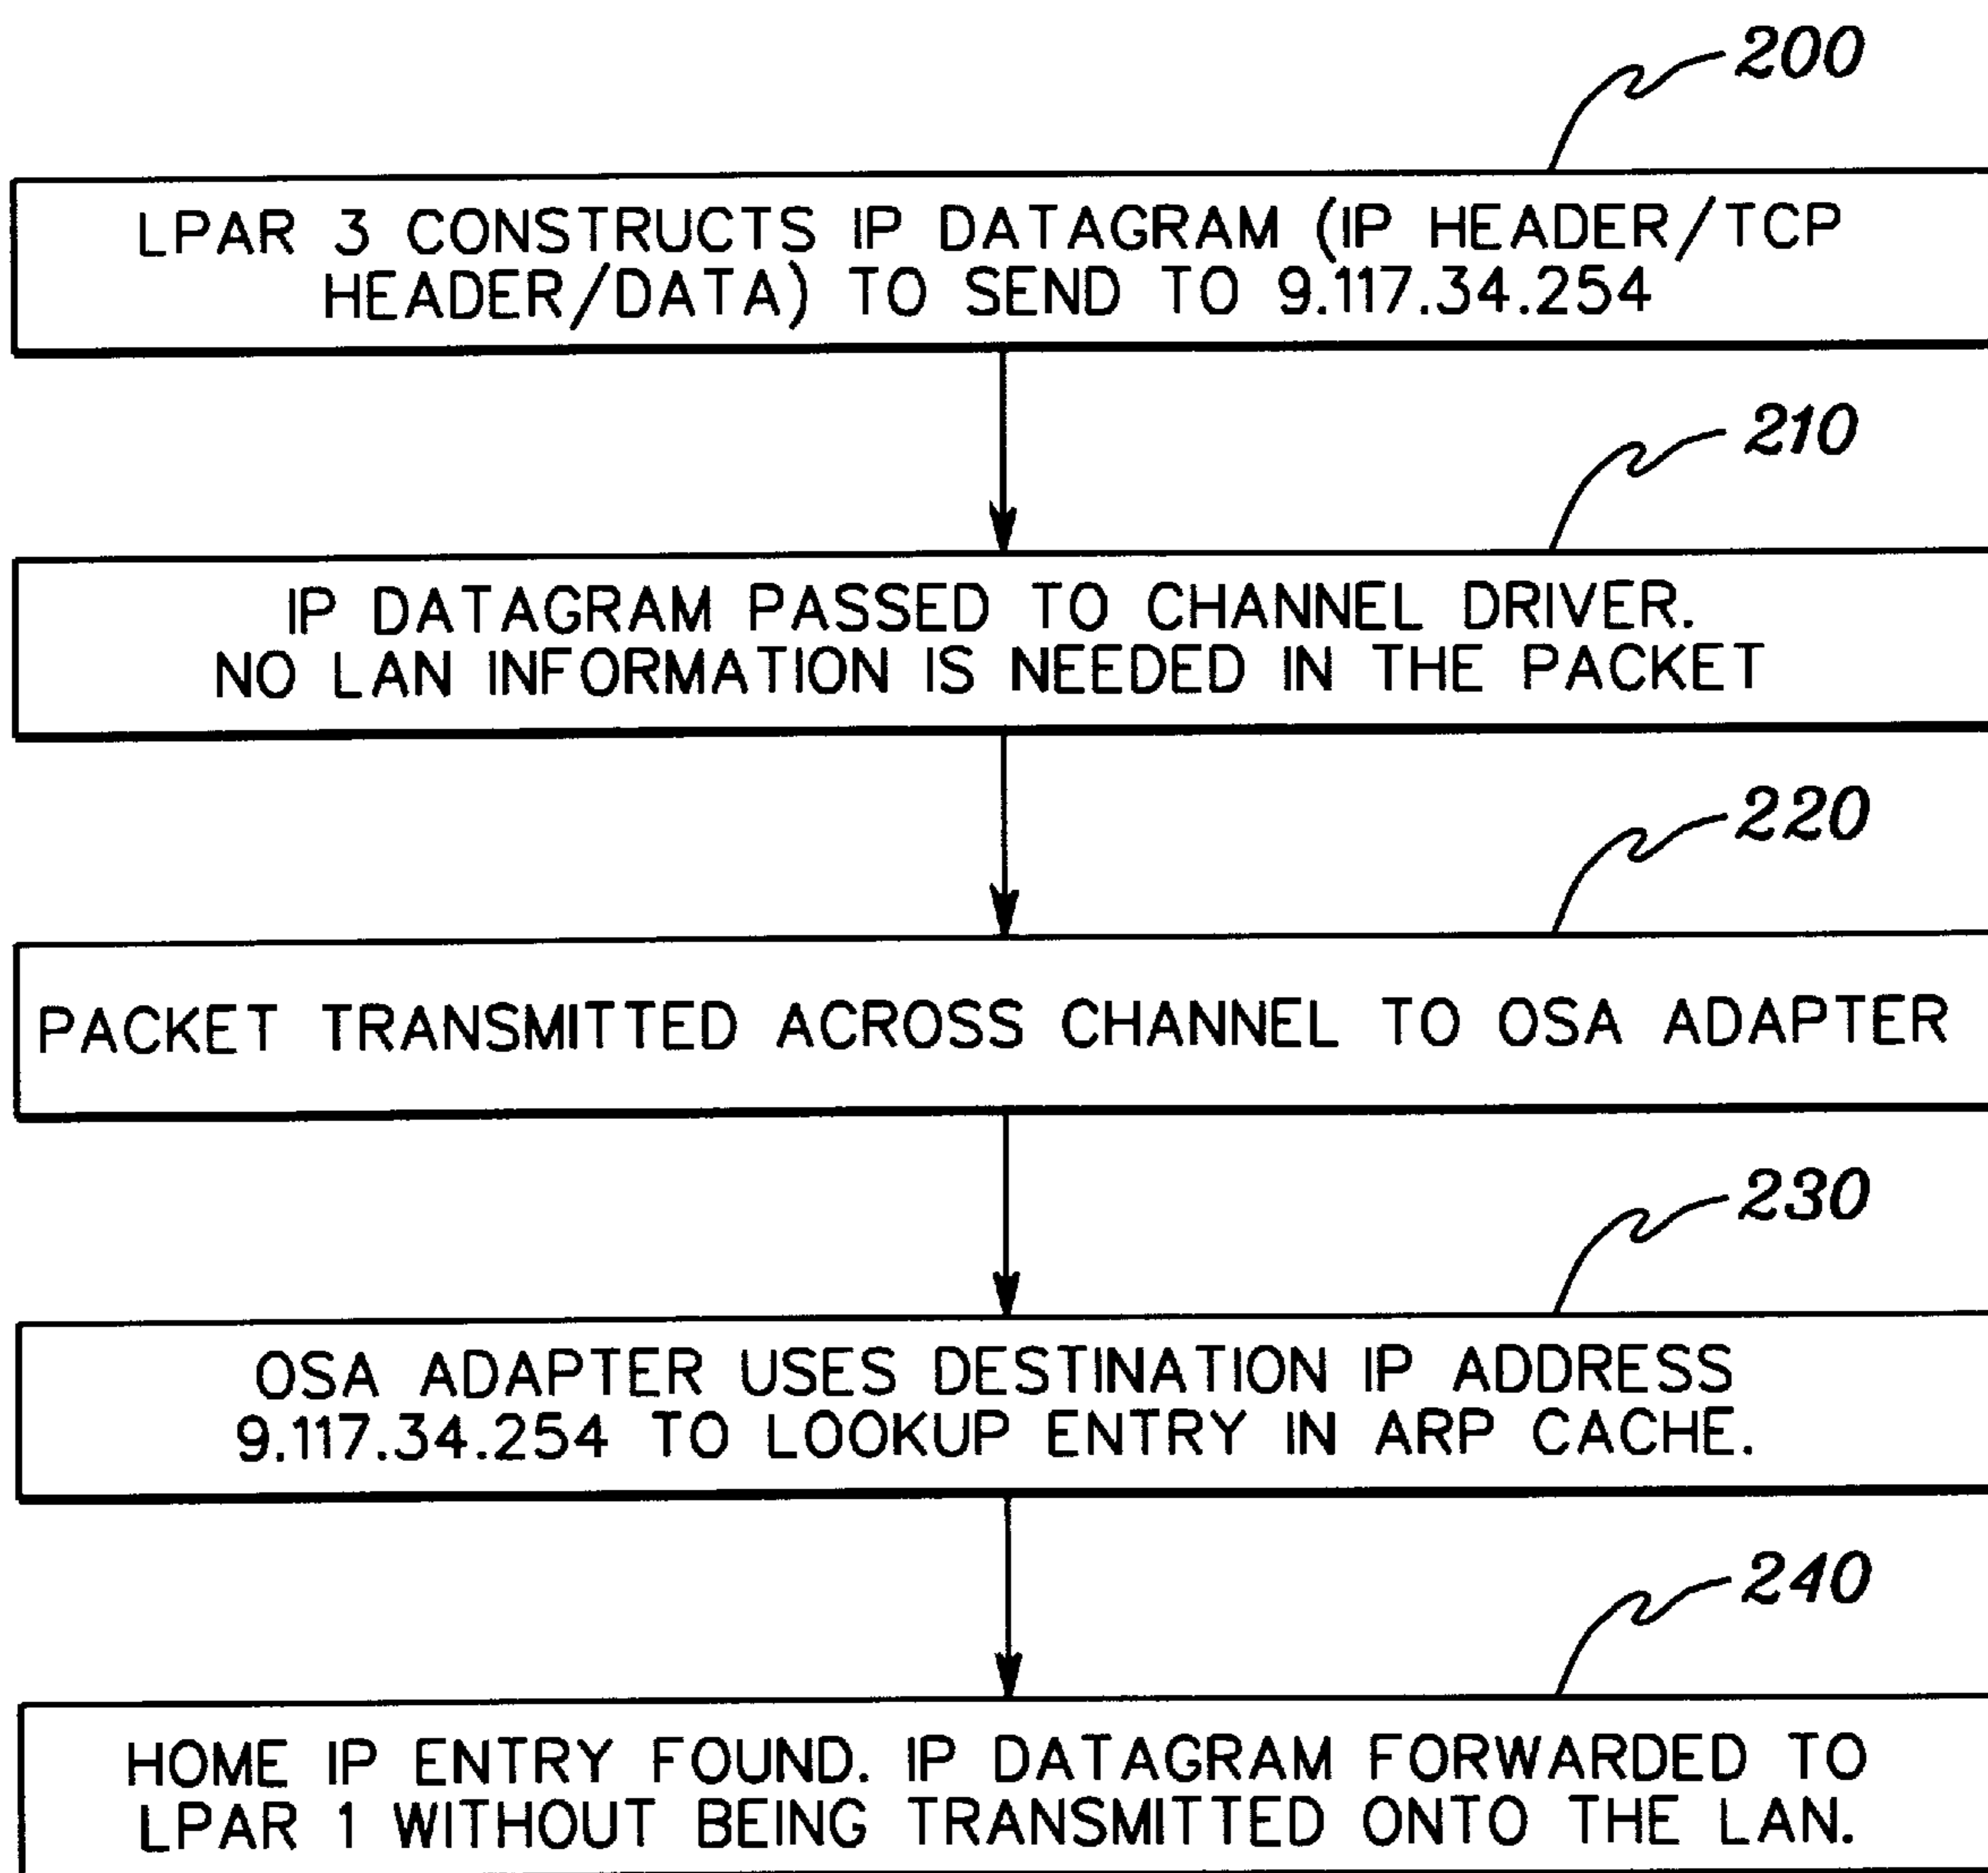 200
LPAR 3 CONSTRUCTS IP DATAGRAM (IP HEADER/TCP
HEADER/DATA) TO SEND TO 9.117.34.254
210
IP DATAGRAM PASSED TO CHANNEL DRIVER.
NO LAN INFORMATION IS NEEDED IN THE PACKET
220
PACKET TRANSMITTED ACROSS CHANNEL TO OSA ADAPTER
230
OSA ADAPTER USES DESTINATION IP ADDRESS
9.117.34.254 TO LOOKUP ENTRY IN ARP CACHE.
240
HOME IP ENTRY FOUND. IP DATAGRAM FORWARDED TO
LPAR 1 WITHOUT BEING TRANSMITTED ONTO THE LAN.